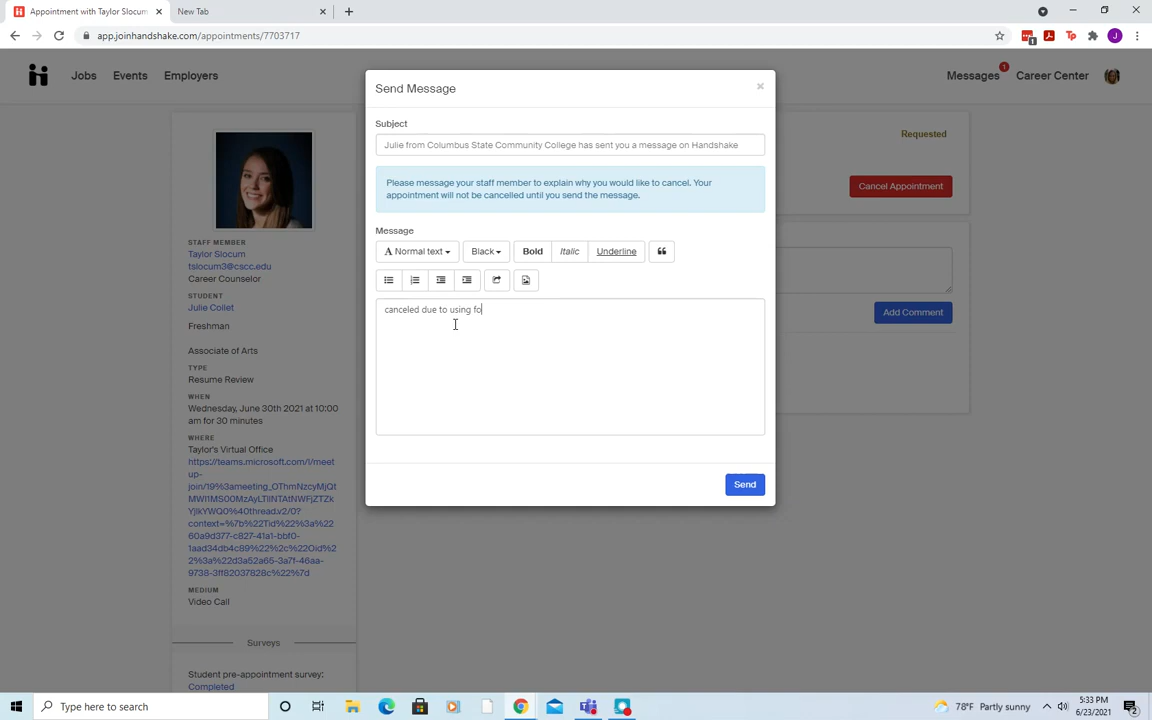 Appointment with Taylor Slocum
New Tab
app.joinhandshake.com/appointments/7703717
1
J
Jobs
Events
Employers
Messages
1
Career Center
Send Message
Subject
Julie from Columbus State Community College has sent you a message on Handshake
Please message your staff member to explain why you would like to cancel. Your
appointment will not be cancelled until you send the message.
Message
A Normal text
Black
Bold
Italic
Underline
canceled due to using fo
Send
Requested
Cancel Appointment
Add Comment
STAFF MEMBER
Taylor Slocum
tslocum3@cscc.edu
Career Counselor
STUDENT
Julie Collet
Freshman
Associate of Arts
TYPE
Resume Review
WHEN
Wednesday, June 30th 2021 at 10:00
am for 30 minutes
WHERE
Taylor's Virtual Office
https://teams.microsoft.com/l/meet
up-
context=%7b%22Tid%22%3a%22
60a9d377-c827-41a1-bbf0-
1aad34db4c89%22%2c%22Oid%2
2%3a%22d3a52a65-3a7f-46aa-
9738-3ff82037828c%22%7d
MEDIUM
Video Call
Surveys
Student pre-appointment survey:
Completed
Type here to search
78°F Partly sunny
5:33 PM
6/23/2021
2